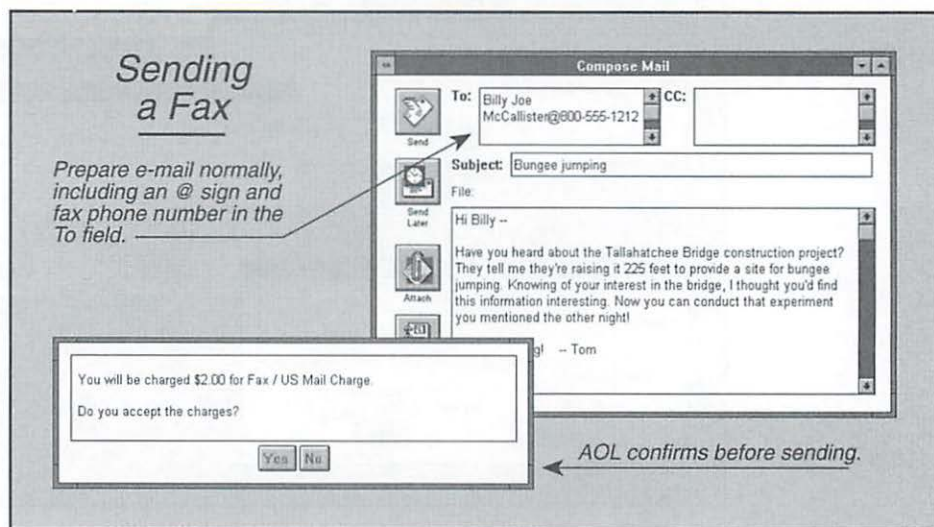 Sending
a Fax
Prepare e-mail normally,
including an @ sign and
fax phone number in the
To field.
Compose Mail
To:
Billy Joe
McCallister@800-555-1212
CC:
Send
Subject: Bungee jumping
File:
Send
Later
Hi Billy --
Have you heard about the Tallahatchee Bridge construction project?
They tell me they're raising it 225 feet to provide a site for bungee
jumping. Knowing of your interest in the bridge, I thought you'd find
this information interesting. Now you can conduct that experiment
you mentioned the other night!
Attach
g! -- Tom
You will be charged $2.00 for Fax / US Mail Charge.
Do you accept the charges?
Yes No
AOL confirms before sending.